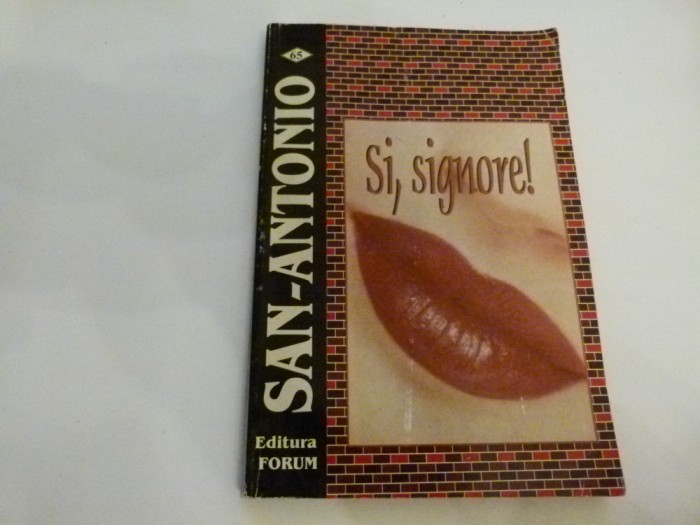 65
SAN-ANTONIO
Si, signore!
Editura
FORUM